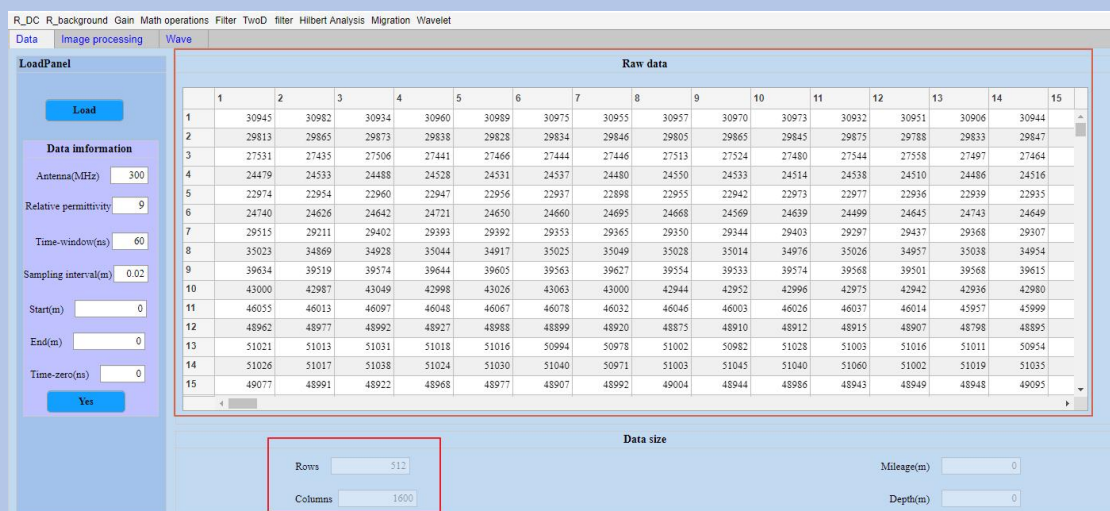 R_DC R_background Gain Math operations Filter TwoD filter Hilbert Analysis Migration Wavelet
Data Image processing Wave
LoadPanel
Raw data
Load
Data imformation
Antenna(MHz) 300
Relative permittivity 9
Time-window(ns) 60
Sampling interval(m) 0.02
Start(m) 0
End(m) 0
Time-zero(ns) 0
Yes
1 2 3 4 5 6 7 8 9 10 11 12 13 14 15
1 30945 30982 30934 30960 30989 30975 30955 30957 30970 30973 30932 30951 30906 30944
2 29813 29865 29873 29838 29828 29834 29846 29805 29865 29845 29875 29788 29833 29847
3 27531 27435 27506 27441 27466 27444 27446 27513 27524 27480 27544 27558 27497 27464
4 24479 24533 24488 24528 24531 24537 24480 24550 24533 24514 24538 24510 24486 24516
5 22974 22954 22960 22947 22956 22937 22898 22955 22942 22973 22977 22936 22939 22935
6 24740 24626 24642 24721 24650 24660 24695 24668 24569 24639 24499 24645 24743 24649
7 29515 29211 29402 29393 29392 29353 29365 29350 29344 29403 29297 29437 29368 29307
8 35023 34869 34928 35044 34917 35025 35049 35028 35014 34976 35026 34957 35038 34954
9 39634 39519 39574 39644 39605 39563 39627 39554 39533 39574 39568 39501 39568 39615
10 43000 42987 43049 42998 43026 43063 43000 42944 42952 42996 42975 42942 42936 42980
11 46055 46013 46097 46048 46067 46078 46032 46046 46003 46026 46037 46014 45957 45999
12 48962 48977 48992 48927 48988 48899 48920 48875 48910 48912 48915 48907 48798 48895
13 51021 51013 51031 51018 51016 50994 50978 51002 50982 51028 51003 51016 51011 50954
14 51026 51017 51038 51024 51030 51040 50971 51003 51045 51040 51060 51002 51019 51035
15 49077 48991 48922 48968 48977 48907 48992 49004 48944 48986 48943 48949 48948 49095
Data size
Rows 512
Mileage(m) 0
Columns 1600
Depth(m) 0